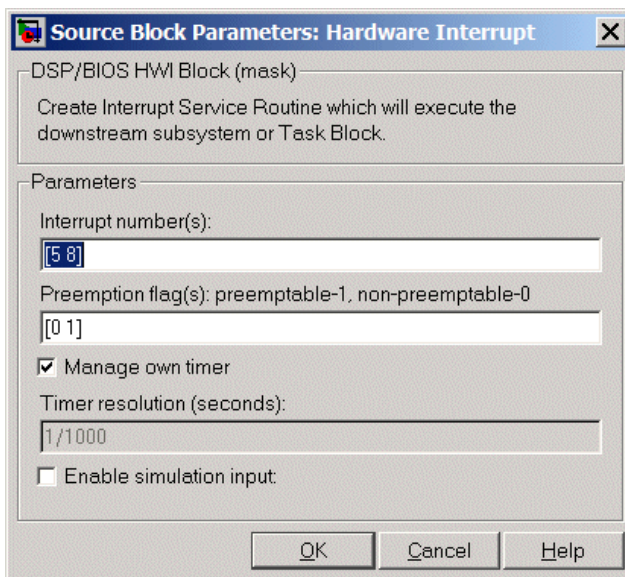 Source Block Parameters: Hardware Interrupt
DSP/BIOS HWI Block (mask)
Create Interrupt Service Routine which will execute the
downstream subsystem or Task Block.
Parameters
Interrupt number(s):
[5 8]
Preemption flag(s): preemptable-1, non-preemptable-0
[0 1]
Manage own timer
Timer resolution (seconds):
1/1000
Enable simulation input:
OK Cancel Help